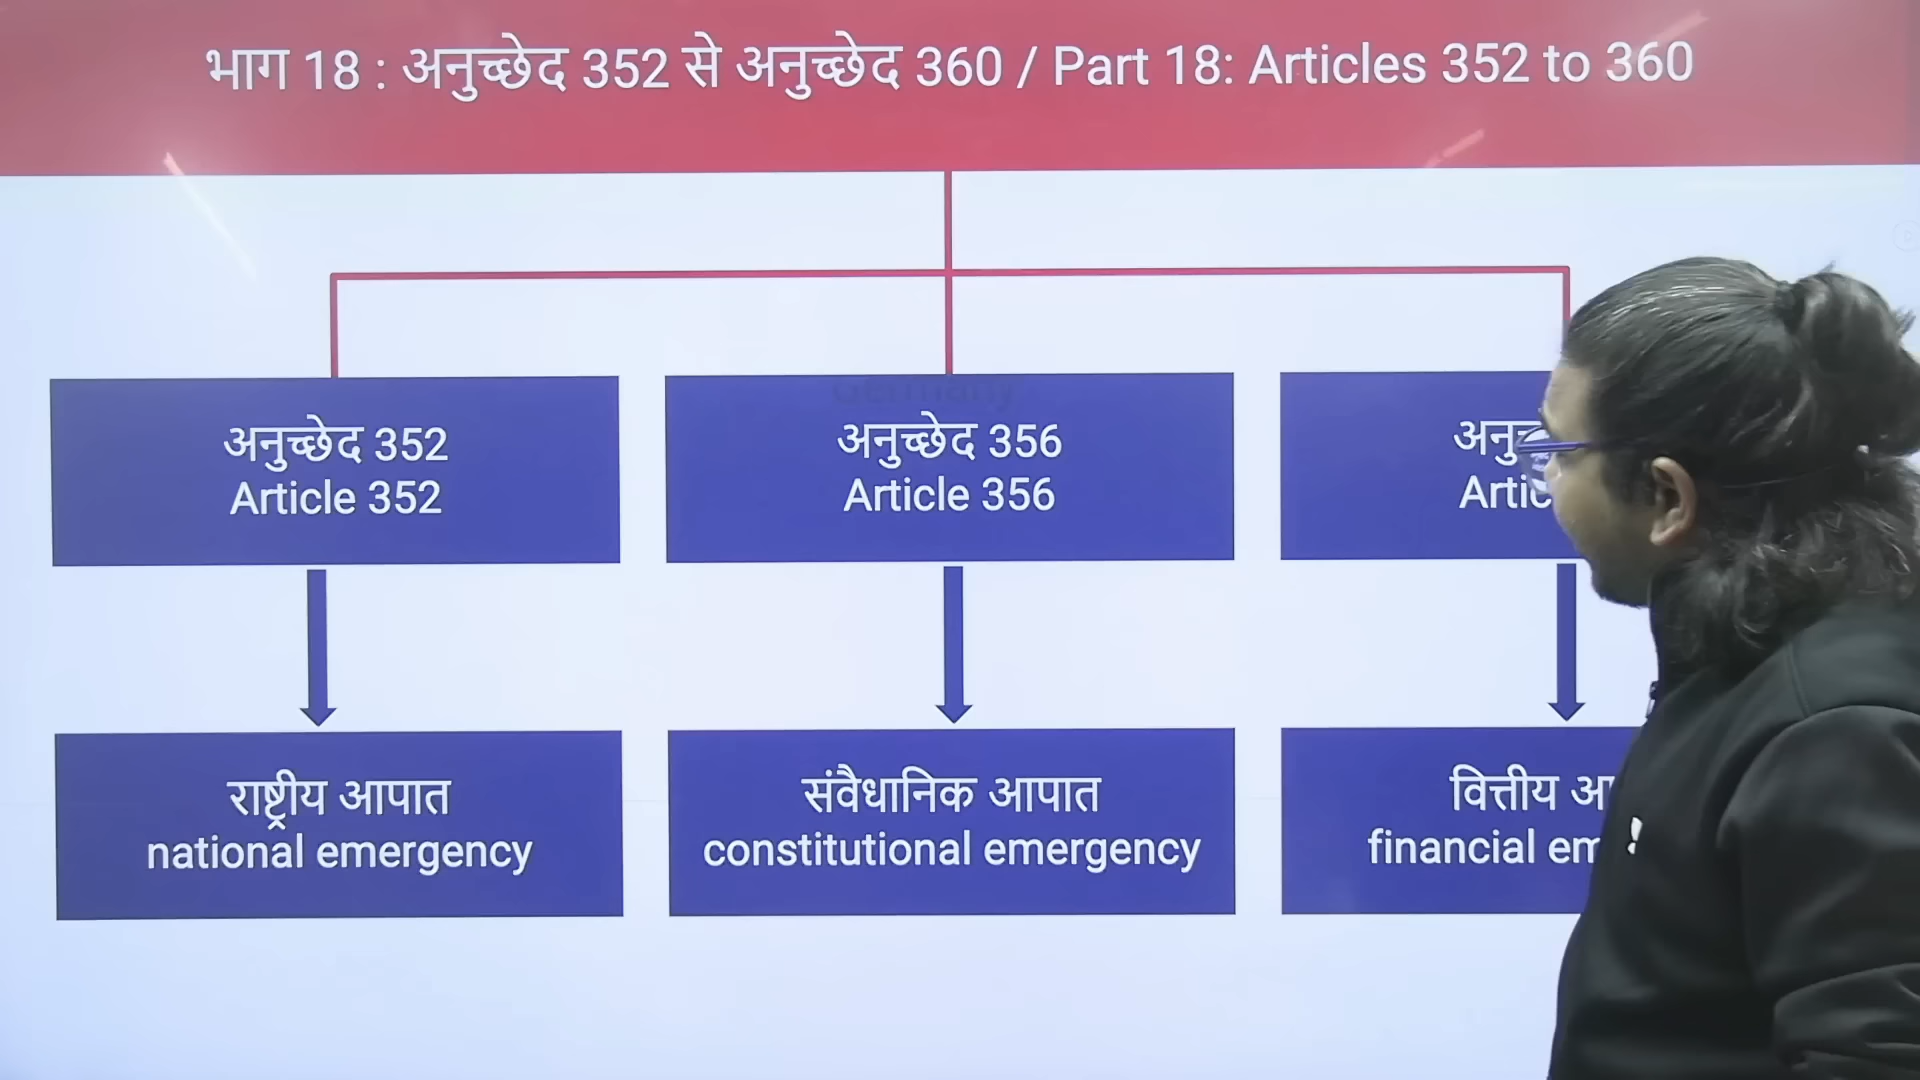 भाग 18 : अनुच्छेद 352 से अनुच्छेद 360 / Part 18: Articles 352 to 360
अनुच्छेद 352
Article 352
अनुच्छेद 356
Article 356
राष्ट्रीय आपात
national emergency
संवैधानिक आपात
constitutional emergency
वित्तीय
financial